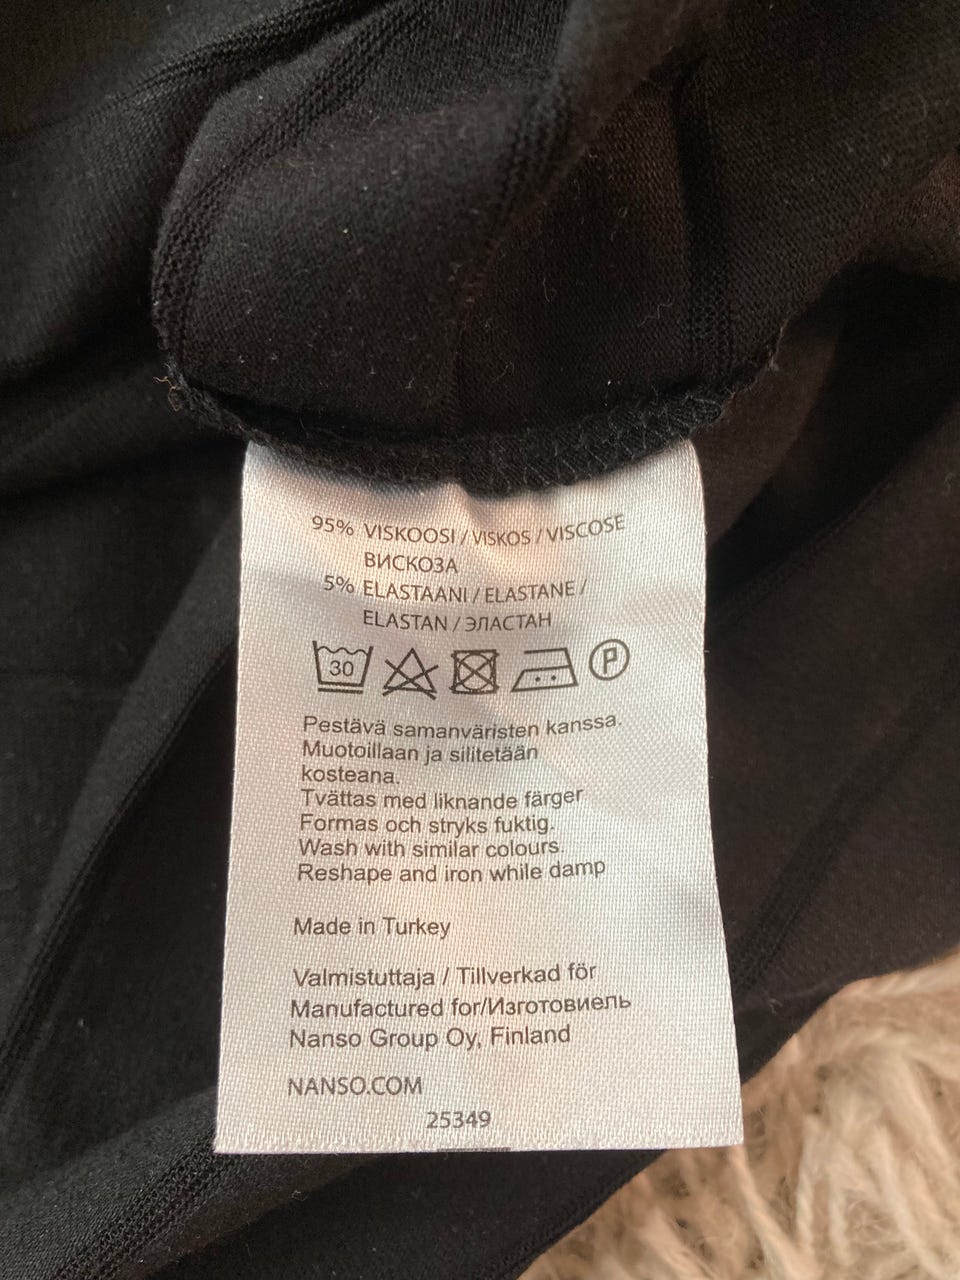 95% VISKOOSI / VISKOS / VISCOSE
ВИСКОЗА
5% ELASTAANI / ELASTANE /
ELASTAN / ЭЛАСТАН
30 P
Pestävä samanväristen kanssa.
Muotoillaan ja silitetään
kosteana.
Tvättas med liknande färger
Formas och stryks fuktig.
Wash with similar colours.
Reshape and iron while damp
Made in Turkey
Valmistuttaja / Tillverkad för
Manufactured for/Изготовиель
Nanso Group Oy, Finland
NANSO.COM
25349